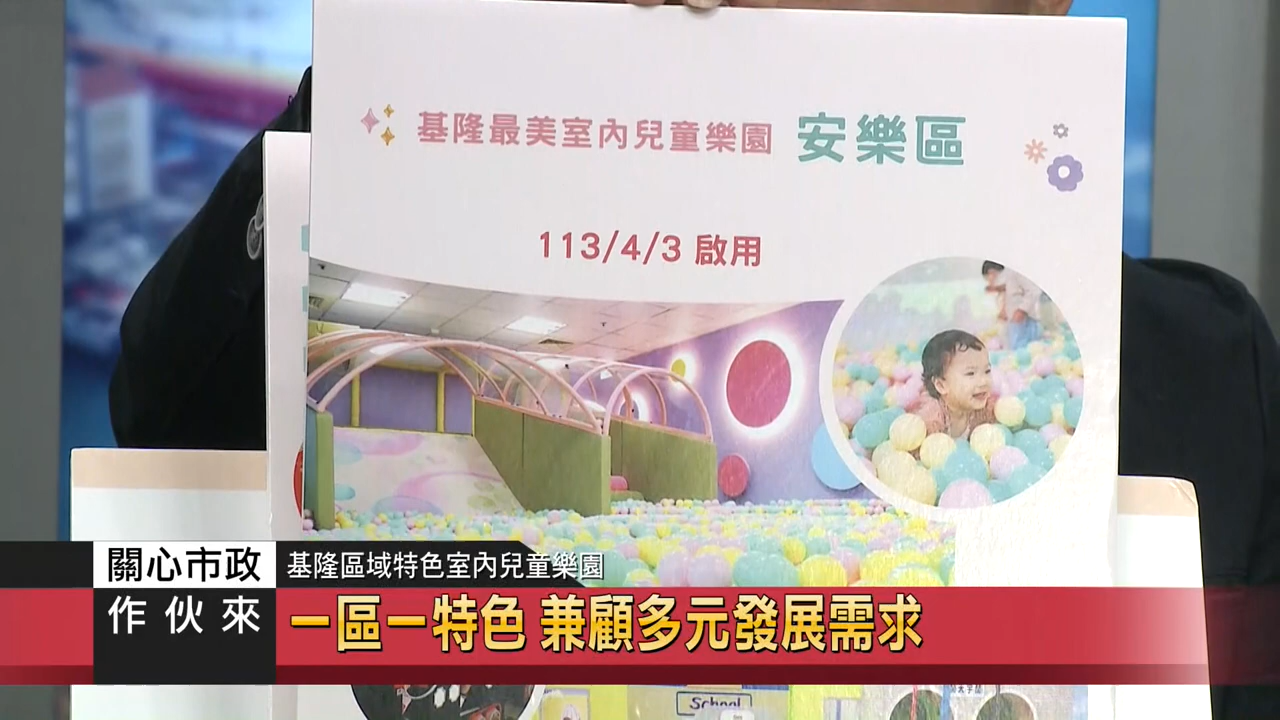 基隆最美室內兒童樂園 安樂區
113/4/3 啟用
關心市政
作伙來
基隆區域特色室內兒童樂園
一區一特色 兼顧多元發展需求
School